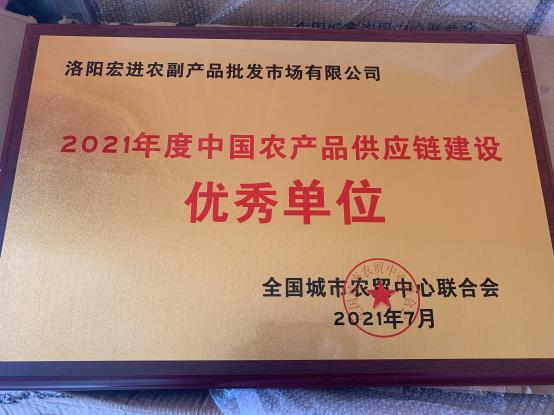 洛阳宏进农副产品批发市场有限公司
2021年度中国农产品供应链建设
优秀单位
全国城市农贸中心联合会
2021年7月